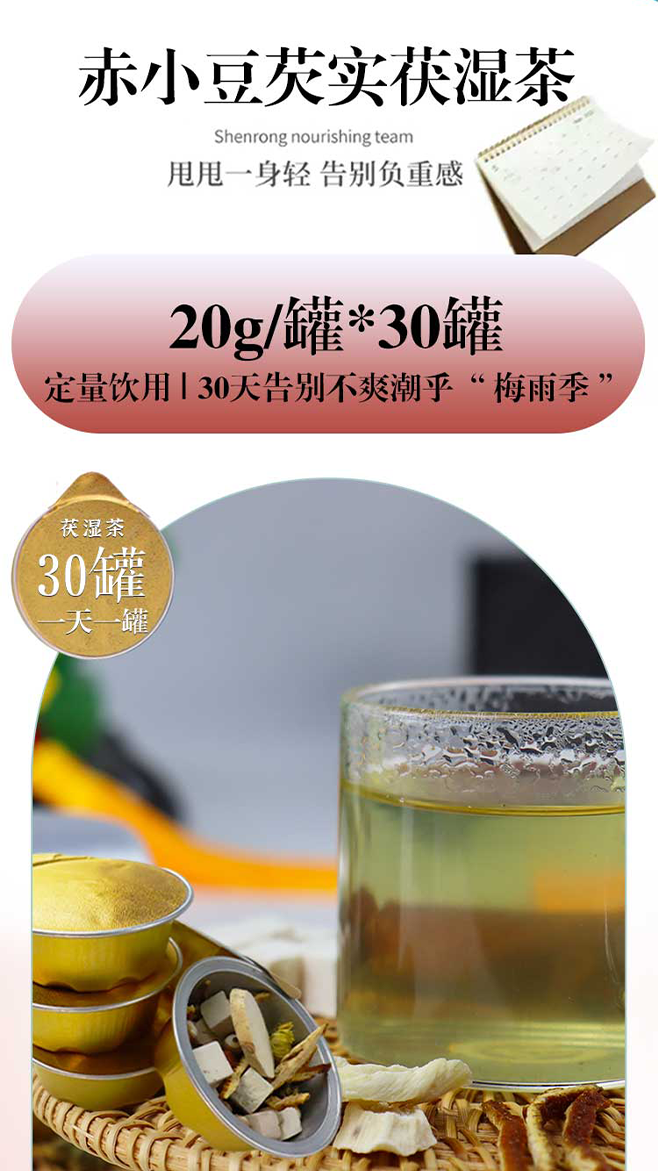 赤小豆芡实茯湿茶
Shenrong nourishing team
甩甩一身轻 告别负重感
20g/罐*30罐
定量饮用 | 30天告别不爽潮乎“梅雨季”
茯湿茶
30罐
一天一罐